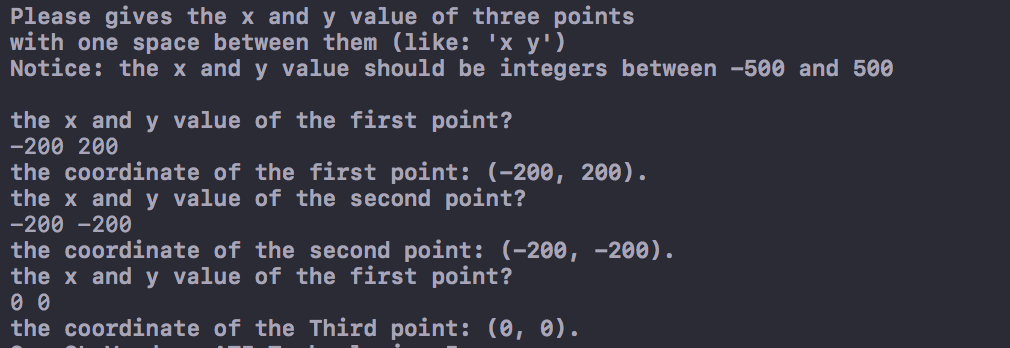 Please gives the x and y value of three points
with one space between them (like: 'x y')
Notice: the x and y value should be integers between -500 and 500
the x and y value of the first point?
-200 200
the coordinate of the first point: (-200, 200).
the x and y value of the second point?
-200 -200
the coordinate of the second point: (-200, -200).
the x and y value of the first point?
0 0
the coordinate of the Third point: (0, 0).